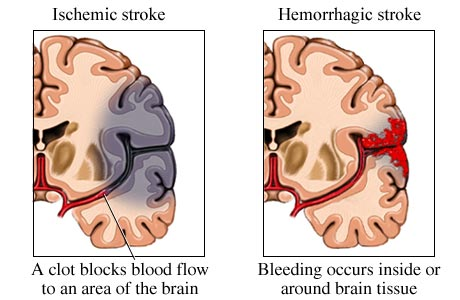 Ischemic stroke
Hemorrhagic stroke
A clot blocks blood flow
to an area of the brain
Bleeding occurs inside or
around brain tissue